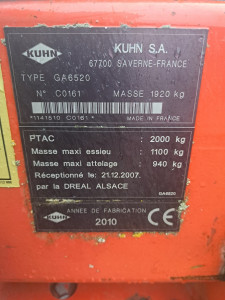 KUHN
KUHN S.A.
67700 SAVERNE-FRANCE
TYPE GA6520
N° C0161 MASSE 1920 kg
*1141610 C0161 * MADE IN FRANCE
PTAC : 2000 kg
Masse maxi essieu : 1100 kg
Masse maxi attelage : 940 kg
Réceptionné le: 21.12.2007.
par la DREAL ALSACE
KUHN
ANNEE DE FABRICATION
2010
CE